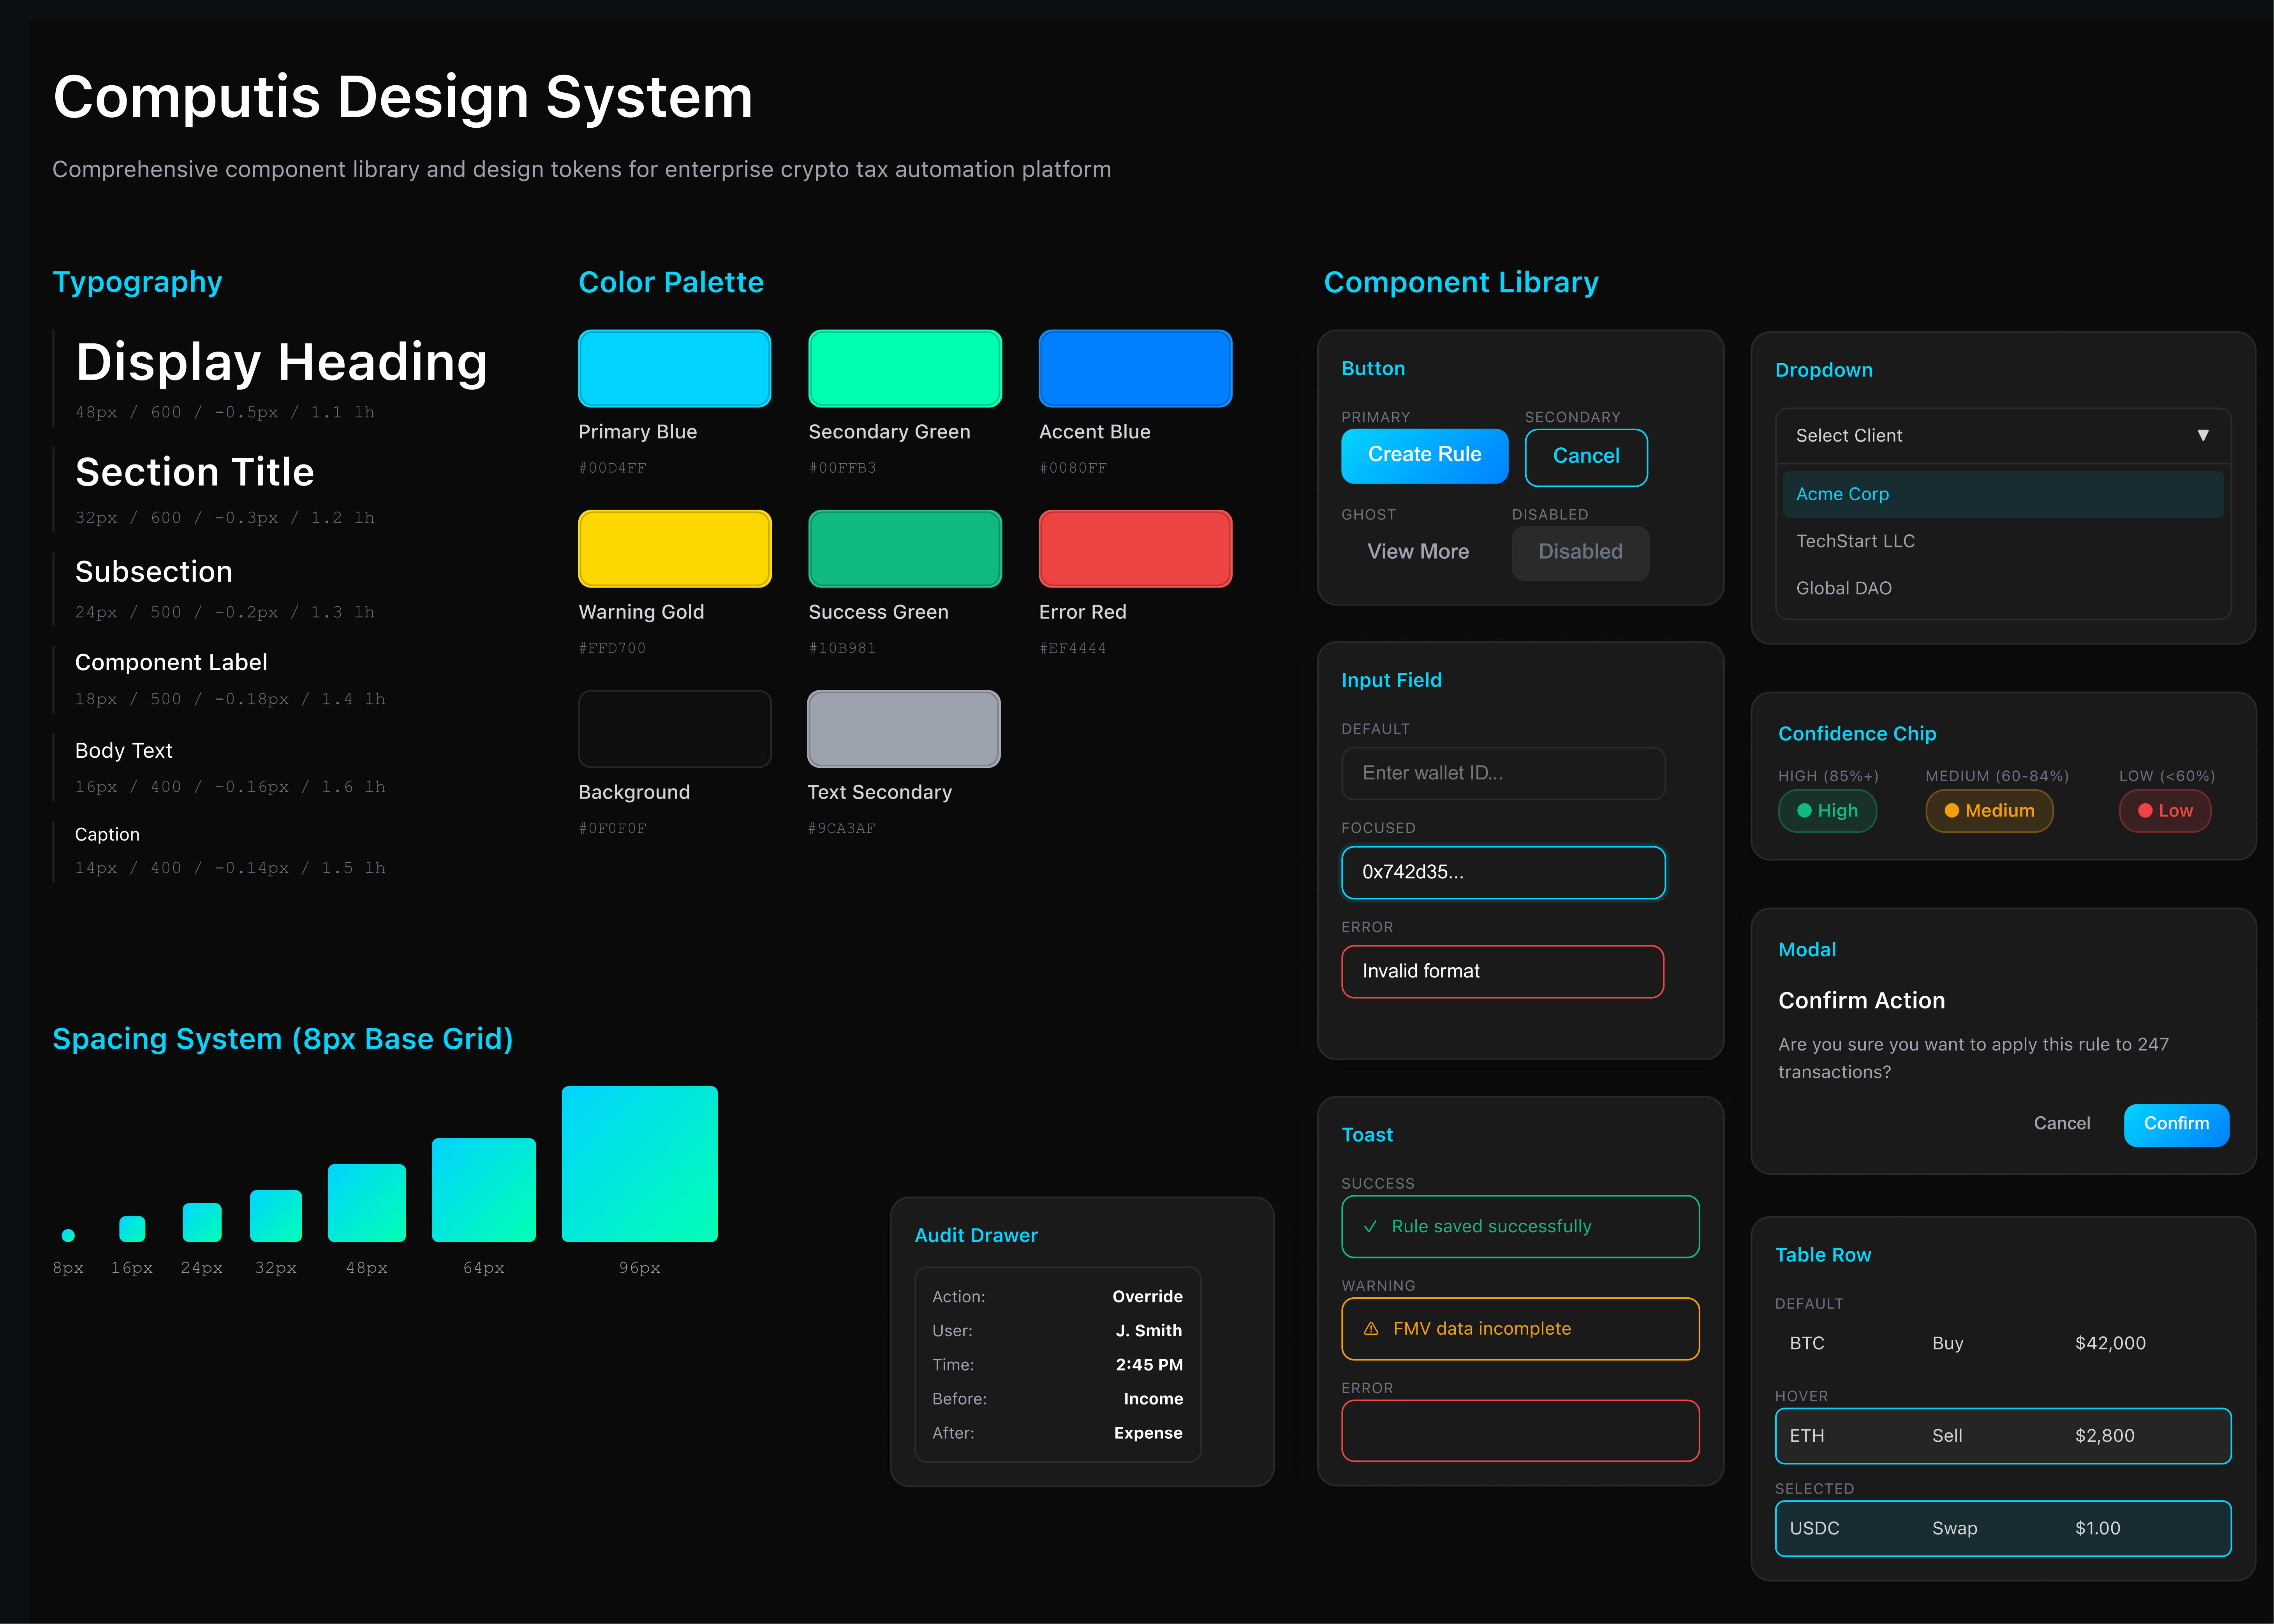 Computis Design System
Comprehensive component library and design tokens for enterprise crypto tax automation platform
Typography
Display Heading
48px / 600 / -0.5px / 1.1 lh
Section Title
32px / 600 / -0.3px / 1.2 lh
Subsection
24px / 500 / -0.2px / 1.3 lh
Component Label
18px / 500 / -0.18px / 1.4 lh
Body Text
16px / 400 / -0.16px / 1.6 lh
Caption
14px / 400 / -0.14px / 1.5 lh
Color Palette
Primary Blue
#00D4FF
Secondary Green
#00FFB3
Accent Blue
#0080FF
Warning Gold
#FFD700
Success Green
#10B981
Error Red
#EF4444
Background
#0F0F0F
Text Secondary
#9CA3AF
Spacing System (8px Base Grid)
8px 16px 24px 32px 48px 64px 96px
Audit Drawer
Action: Override
User: J. Smith
Time: 2:45 PM
Before: Income
After: Expense
Component Library
Button
PRIMARY SECONDARY
Create Rule Cancel
GHOST DISABLED
View More Disabled
Input Field
DEFAULT
Enter wallet ID...
FOCUSED
0x742d35...
ERROR
Invalid format
Toast
SUCCESS
✓ Rule saved successfully
WARNING
⚠ FMV data incomplete
ERROR
Dropdown
Select Client ▼
Acme Corp
TechStart LLC
Global DAO
Confidence Chip
HIGH (85%+) MEDIUM (60-84%) LOW (<60%)
High Medium Low
Modal
Confirm Action
Are you sure you want to apply this rule to 247
transactions?
Cancel Confirm
Table Row
DEFAULT
BTC Buy $42,000
HOVER
ETH Sell $2,800
SELECTED
USDC Swap $1.00